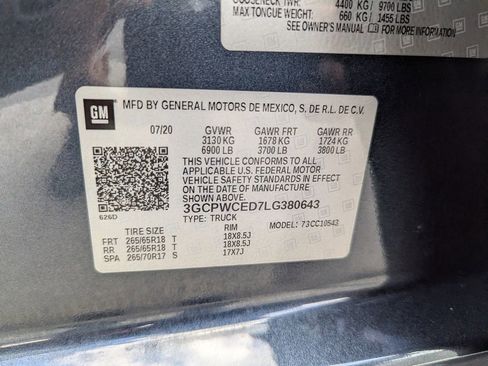 GOOSENECK TWR: 4400 KG/ 9700 LBS
MAX TONGUE WEIGHT: 660 KG/ 1455 LBS
SEE OWNER'S MANUAL FOR MORE INFORMATION
GM
MFD BY GENERAL MOTORS DE MEXICO, S. DE R.L. DE C.V.
07/20 GVWR GAWR FRT GAWR RR
3130 KG 1678 KG 1724 KG
6900 LB 3700 LB 3800 LB
THIS VEHICLE CONFORMS TO ALL
APPLICABLE U.S. FEDERAL MOTOR
VEHICLE SAFETY STANDARDS IN EFFECT
ON THE DATE OF MANUFACTURE
SHOWN ABOVE.
3GCPWCED7LG380643
626D
TYPE: TRUCK MODEL: 73CC10543
TIRE SIZE RIM
FRT 265/65R18 T 18X8.5J
RR 265/65R18 T 18X8.5J
SPA 265/70R17 S 17X7J